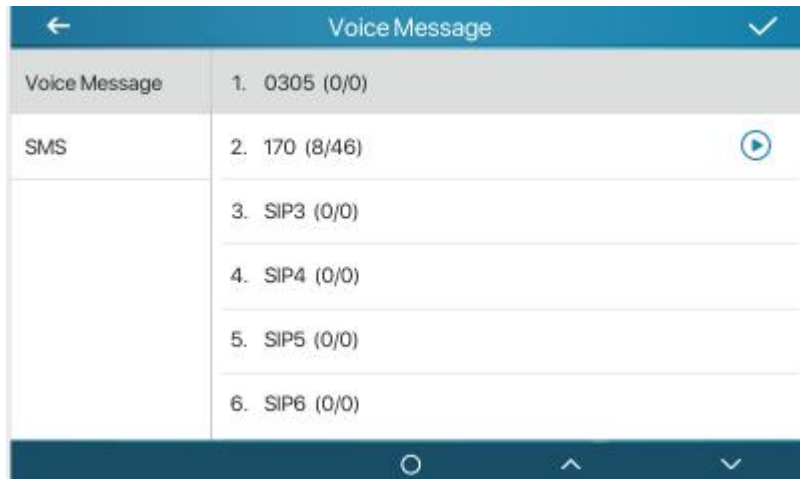 Voice Message
Voice Message
SMS
1. 0305 (0/0)
2. 170 (8/46)
3. SIP3 (0/0)
4. SIP4 (0/0)
5. SIP5 (0/0)
6. SIP6 (0/0)